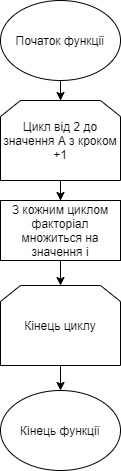 Початок функції
Цикл від 2 до
значення А з кроком
+1
З кожним циклом
факторіал
множиться на
значення і
Кінець циклу
Кінець функції